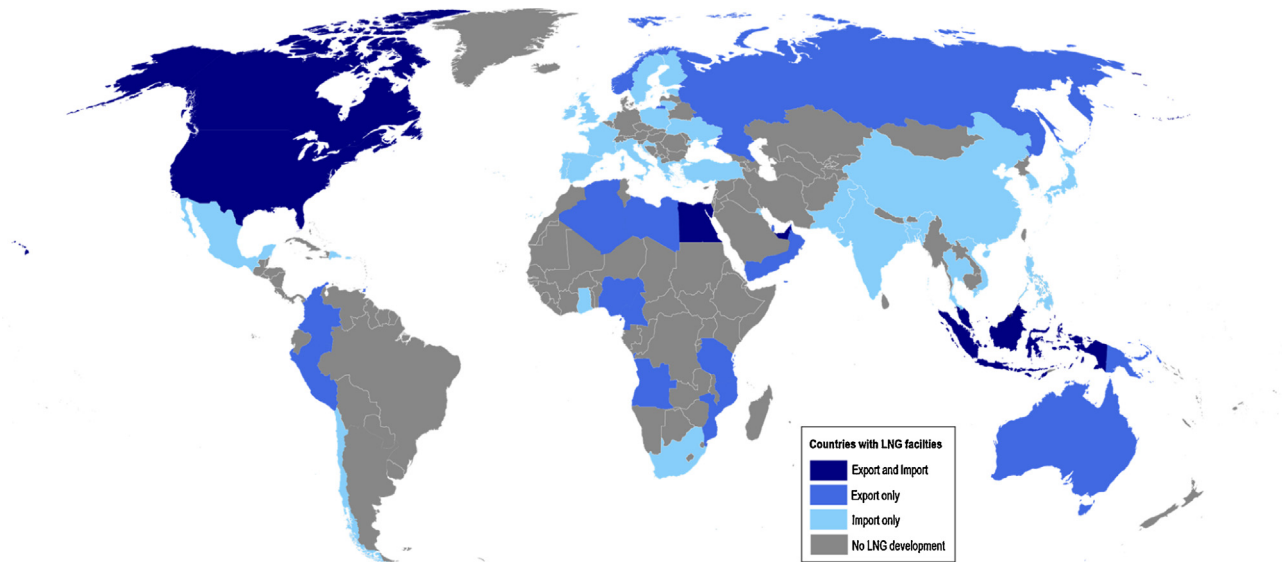 Countries with LNG facilties
Export and Import
Export only
Import only
No LNG development